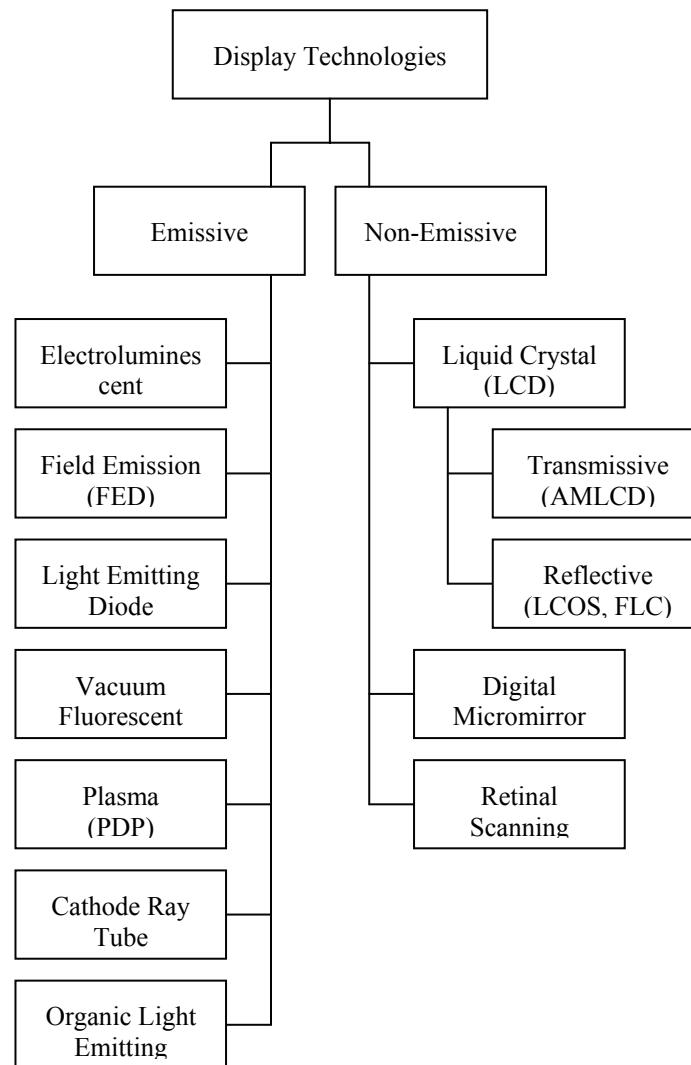 Display Technologies
Emissive
Non-Emissive
Electrolumines
cent
Field Emission
(FED)
Light Emitting
Diode
Vacuum
Fluorescent
Plasma
(PDP)
Cathode Ray
Tube
Organic Light
Emitting
Liquid Crystal
(LCD)
Transmissive
(AMLCD)
Reflective
(LCOS, FLC)
Digital
Micromirror
Retinal
Scanning